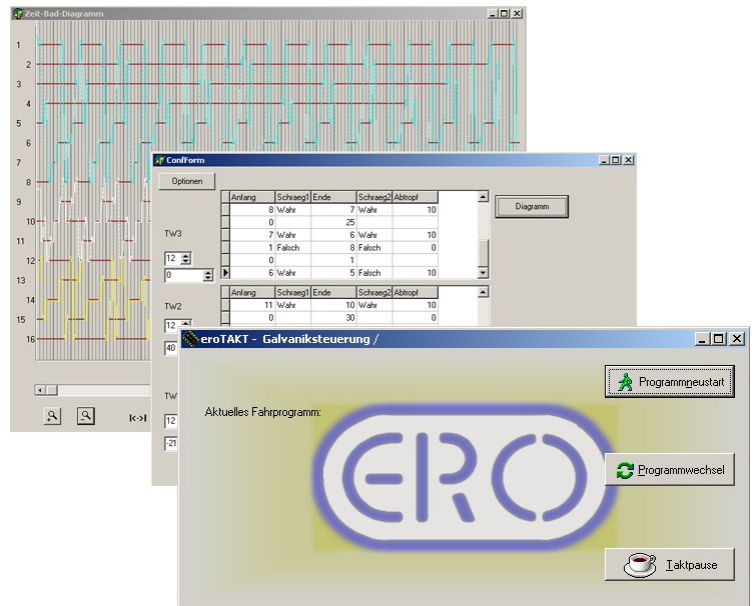 Zeit-Bad-Diagramm
1
2
3
4
5
6
7
8
9
10
11
12
13
14
15
16
K->I
ConfForm
Optionen
Diagramm
Anfang Schraeg1 Ende Schraeg2 Abtropf
8 Wahr 7 Wahr 10
0 25
7 Wahr 6 Wahr 10
1 Falsch 8 Falsch 0
0 1
6 Wahr 5 Falsch 10
TW3
12
0
Anfang Schraeg1 Ende Schraeg2 Abtropf
11 Wahr 10 Wahr 10
0 30 0
TW2
12
40
TW
12
-21
eroTAKT - Galvaniksteuerung /
Aktuelles Fahrprogramm:
ERO
Programmneustart
Programmwechsel
Taktpause